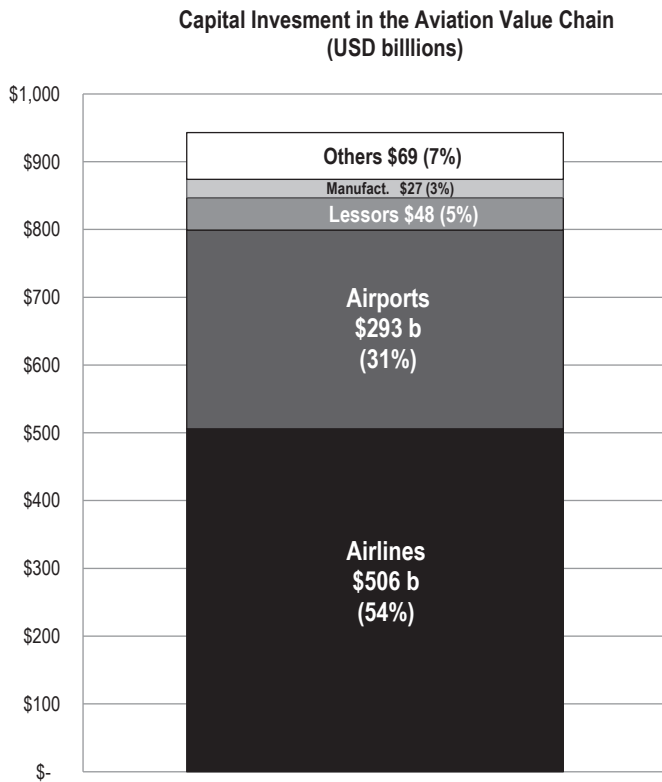 Capital Invesment in the Aviation Value Chain
(USD billlions)
$1,000
$900
$800
$700
$600
$500
$400
$300
$200
$100
$-
Others $69 (7%)
Manufact. $27 (3%)
Lessors $48 (5%)
Airports
$293 b
(31%)
Airlines
$506 b
(54%)